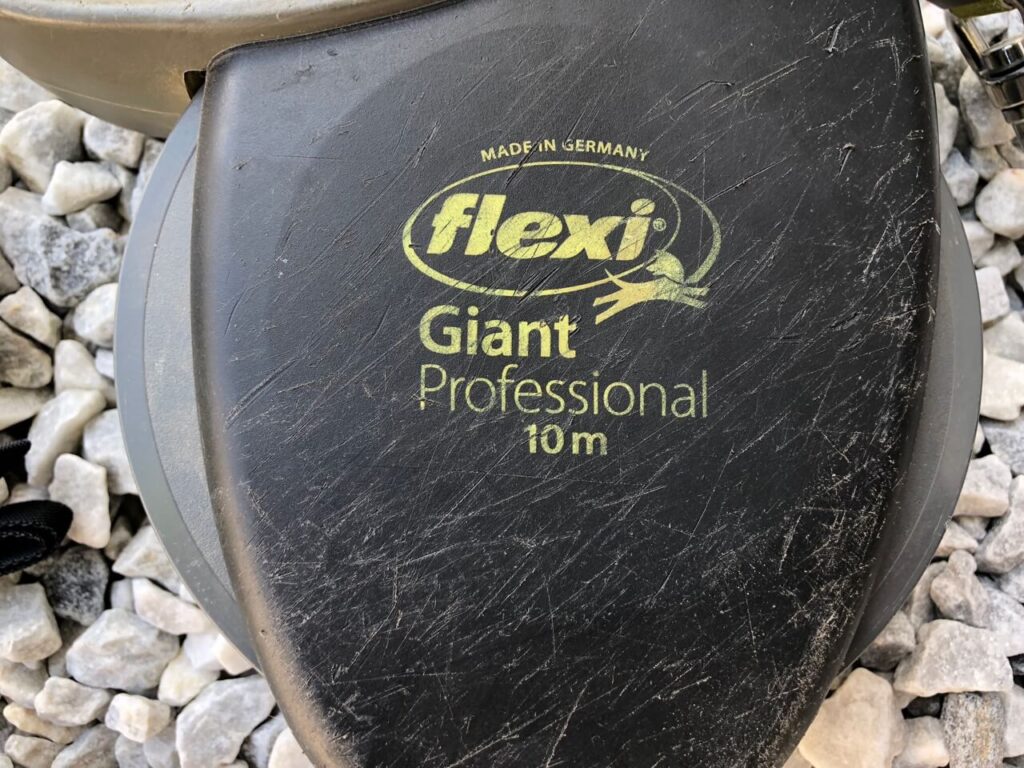 MADE IN GERMANY
flexi®
Giant
Professional
10 m